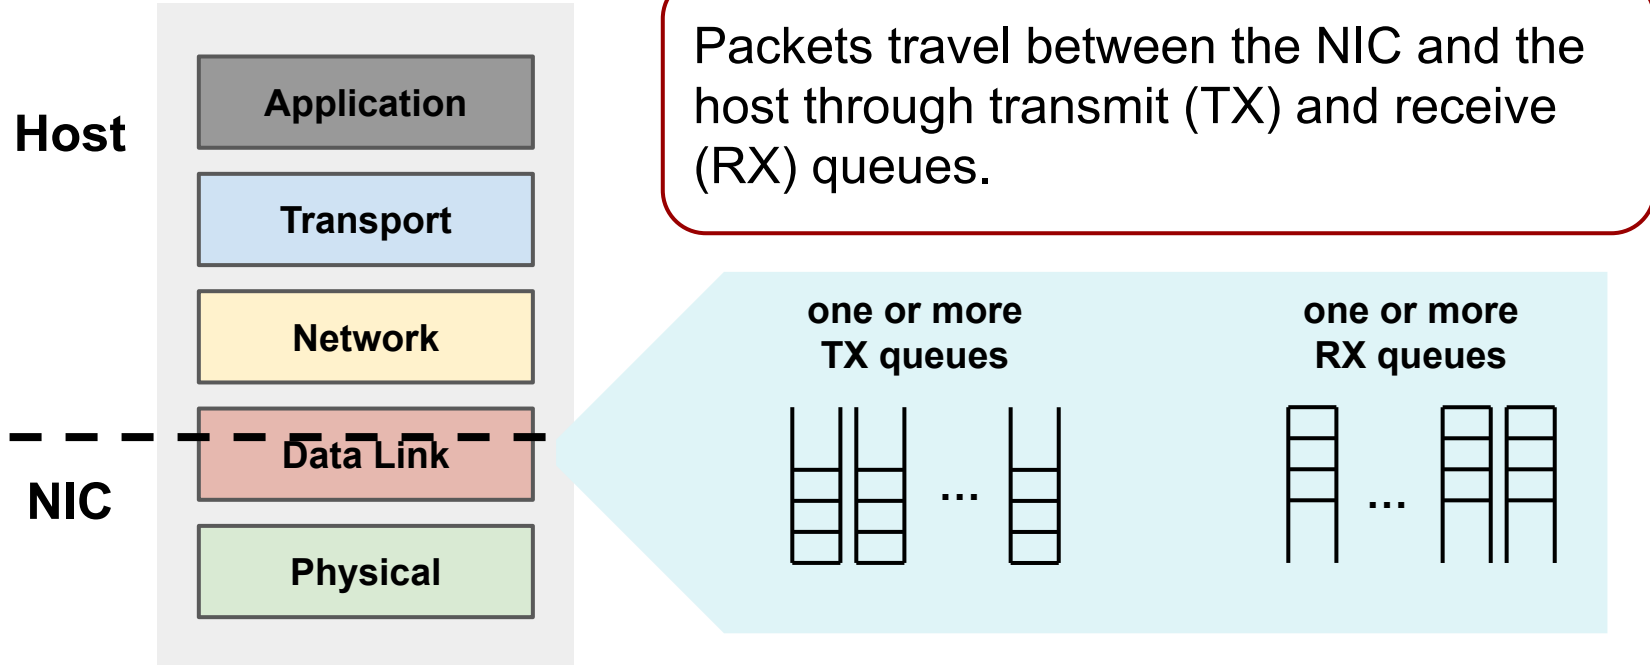 Packets travel between the NIC and the
host through transmit (TX) and receive
(RX) queues.
Host
Application
Transport
Network
Data Link
NIC
Physical
one or more
TX queues
...
one or more
RX queues
...